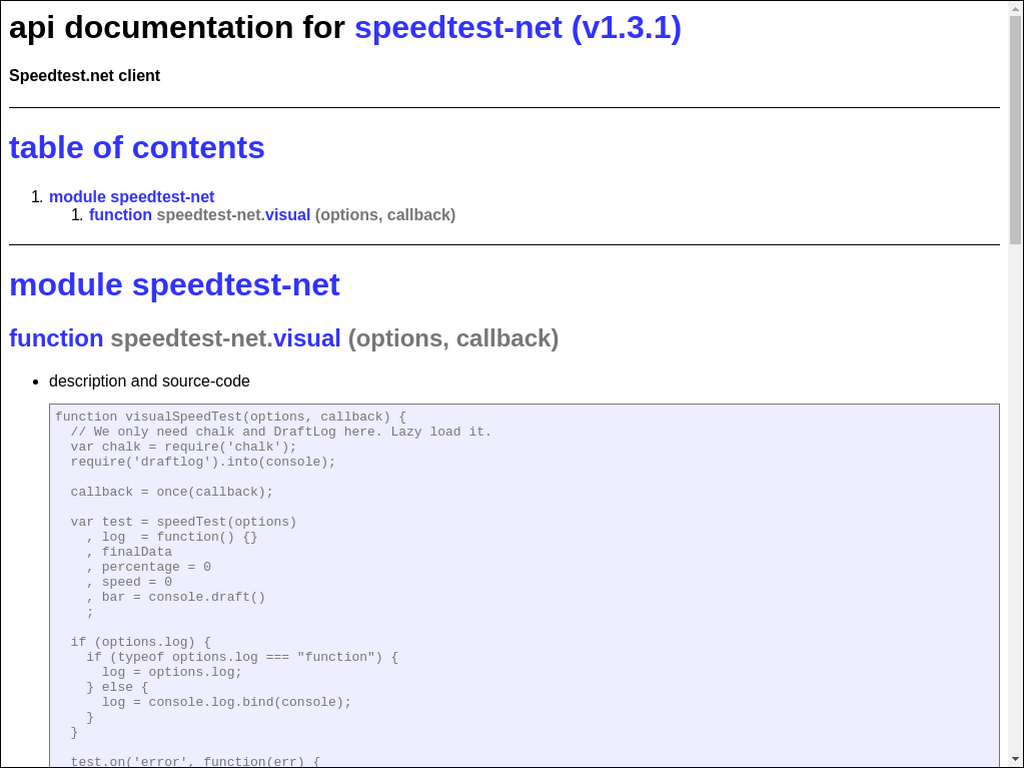 api documentation for speedtest-net (v1.3.1)
Speedtest.net client
table of contents
1. module speedtest-net
1. function speedtest-net.visual (options, callback)
module speedtest-net
function speedtest-net.visual (options, callback)
• description and source-code
function visualSpeedTest(options, callback) {
  // We only need chalk and DraftLog here. Lazy load it.
  var chalk = require('chalk');
  require('draftlog').into(console);

  callback = once(callback);

  var test = speedTest(options)
    , log  = function() {}
    , finalData
    , percentage = 0
    , speed = 0
    , bar = console.draft()
    ;

  if (options.log) {
    if (typeof options.log === "function") {
      log = options.log;
    } else {
      log = console.log.bind(console);
    }
  }

  test.on('error', function(err) {